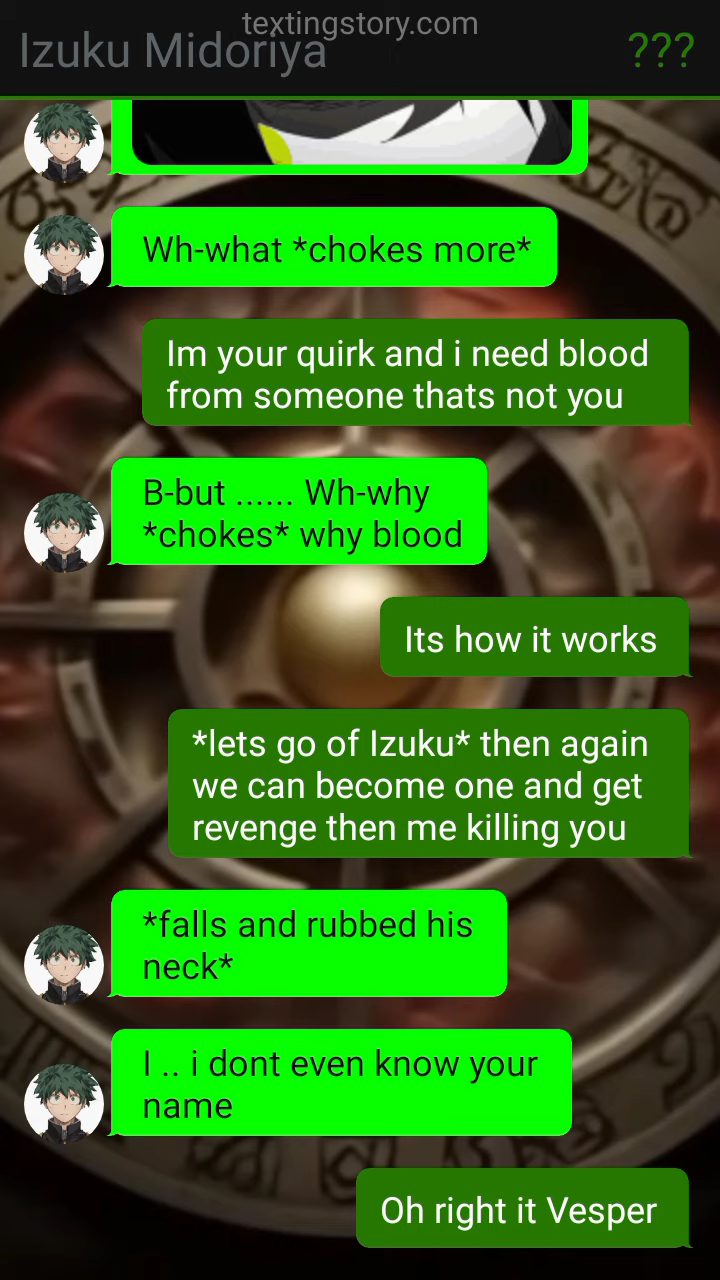 textingstory.com
Izuku Midoriya
???
Wh-what *chokes more*
Im your quirk and i need blood
from someone thats not you
B-but ...... Wh-why
*chokes* why blood
Its how it works
*lets go of Izuku* then again
we can become one and get
revenge then me killing you
*falls and rubbed his
neck*
I .. i dont even know your
name
Oh right it Vesper